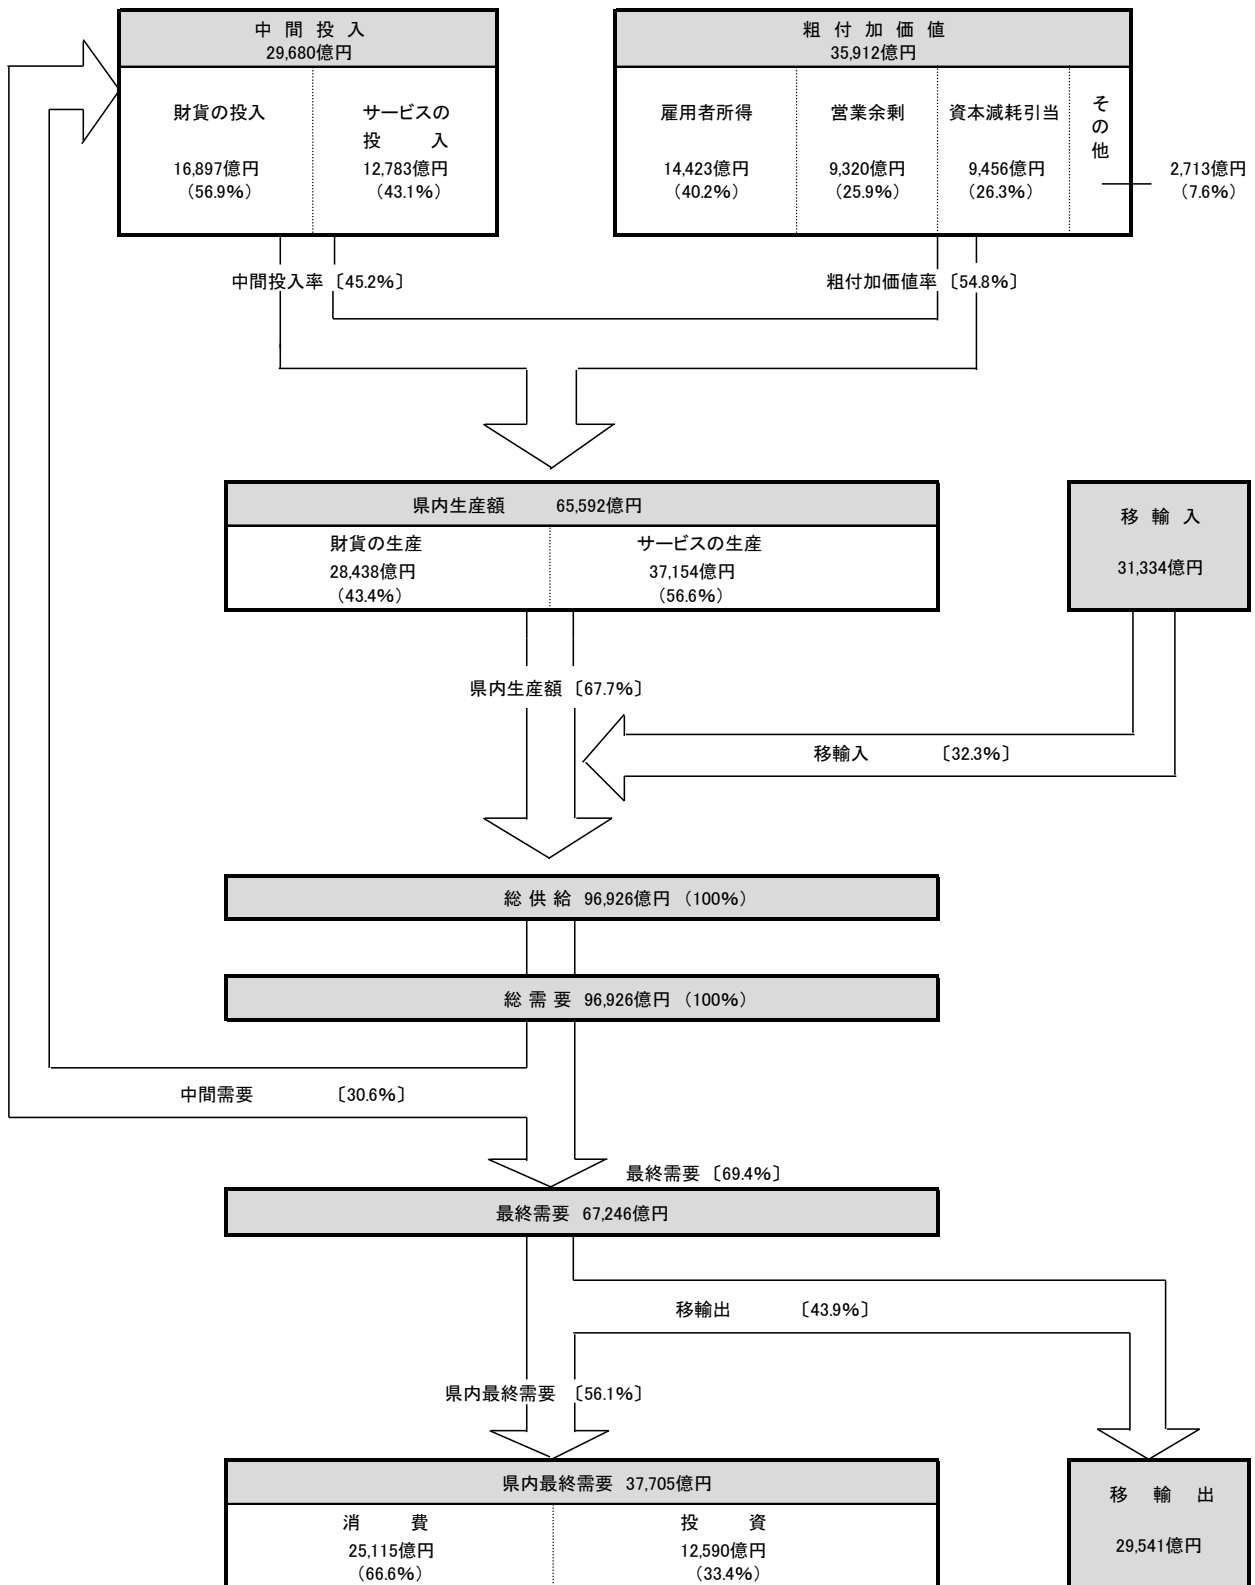 中 間 投 入
29,680億円
財貨の投入
16,897億円
(56.9%)
サービスの
投 入
12,783億円
(43.1%)
粗 付 加 価 値
35,912億円
雇用者所得
14,423億円
(40.2%)
営業余剰
9,320億円
(25.9%)
資本減耗引当
9,456億円
(26.3%)
その他
2,713億円
(7.6%)
中間投入率 〔45.2%〕
粗付加価値率 〔54.8%〕
県内生産額 65,592億円
財貨の生産
28,438億円
(43.4%)
サービスの生産
37,154億円
(56.6%)
移 輸 入
31,334億円
県内生産額 〔67.7%〕
移輸入 〔32.3%〕
総 供 給 96,926億円 (100%)
総 需 要 96,926億円 (100%)
中間需要 〔30.6%〕
最終需要 〔69.4%〕
最終需要 67,246億円
移輸出 〔43.9%〕
県内最終需要 〔56.1%〕
県内最終需要 37,705億円
消 費
25,115億円
(66.6%)
投 資
12,590億円
(33.4%)
移 輸 出
29,541億円